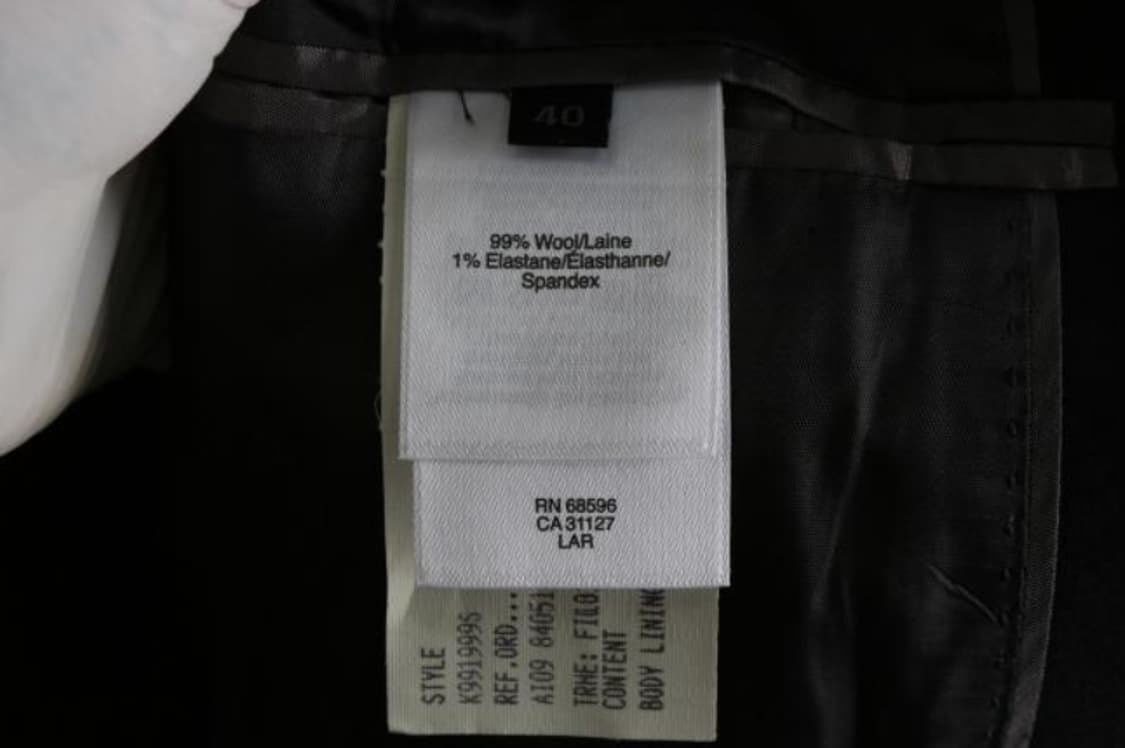 40
99% Wool/Laine
1% Elastane/Élasthanne/
Spandex
RN 68596
CA 31127
LAR
STYLE
K9919995
REF.ORD...
AI09 84051
CONTENT
BODY LINING